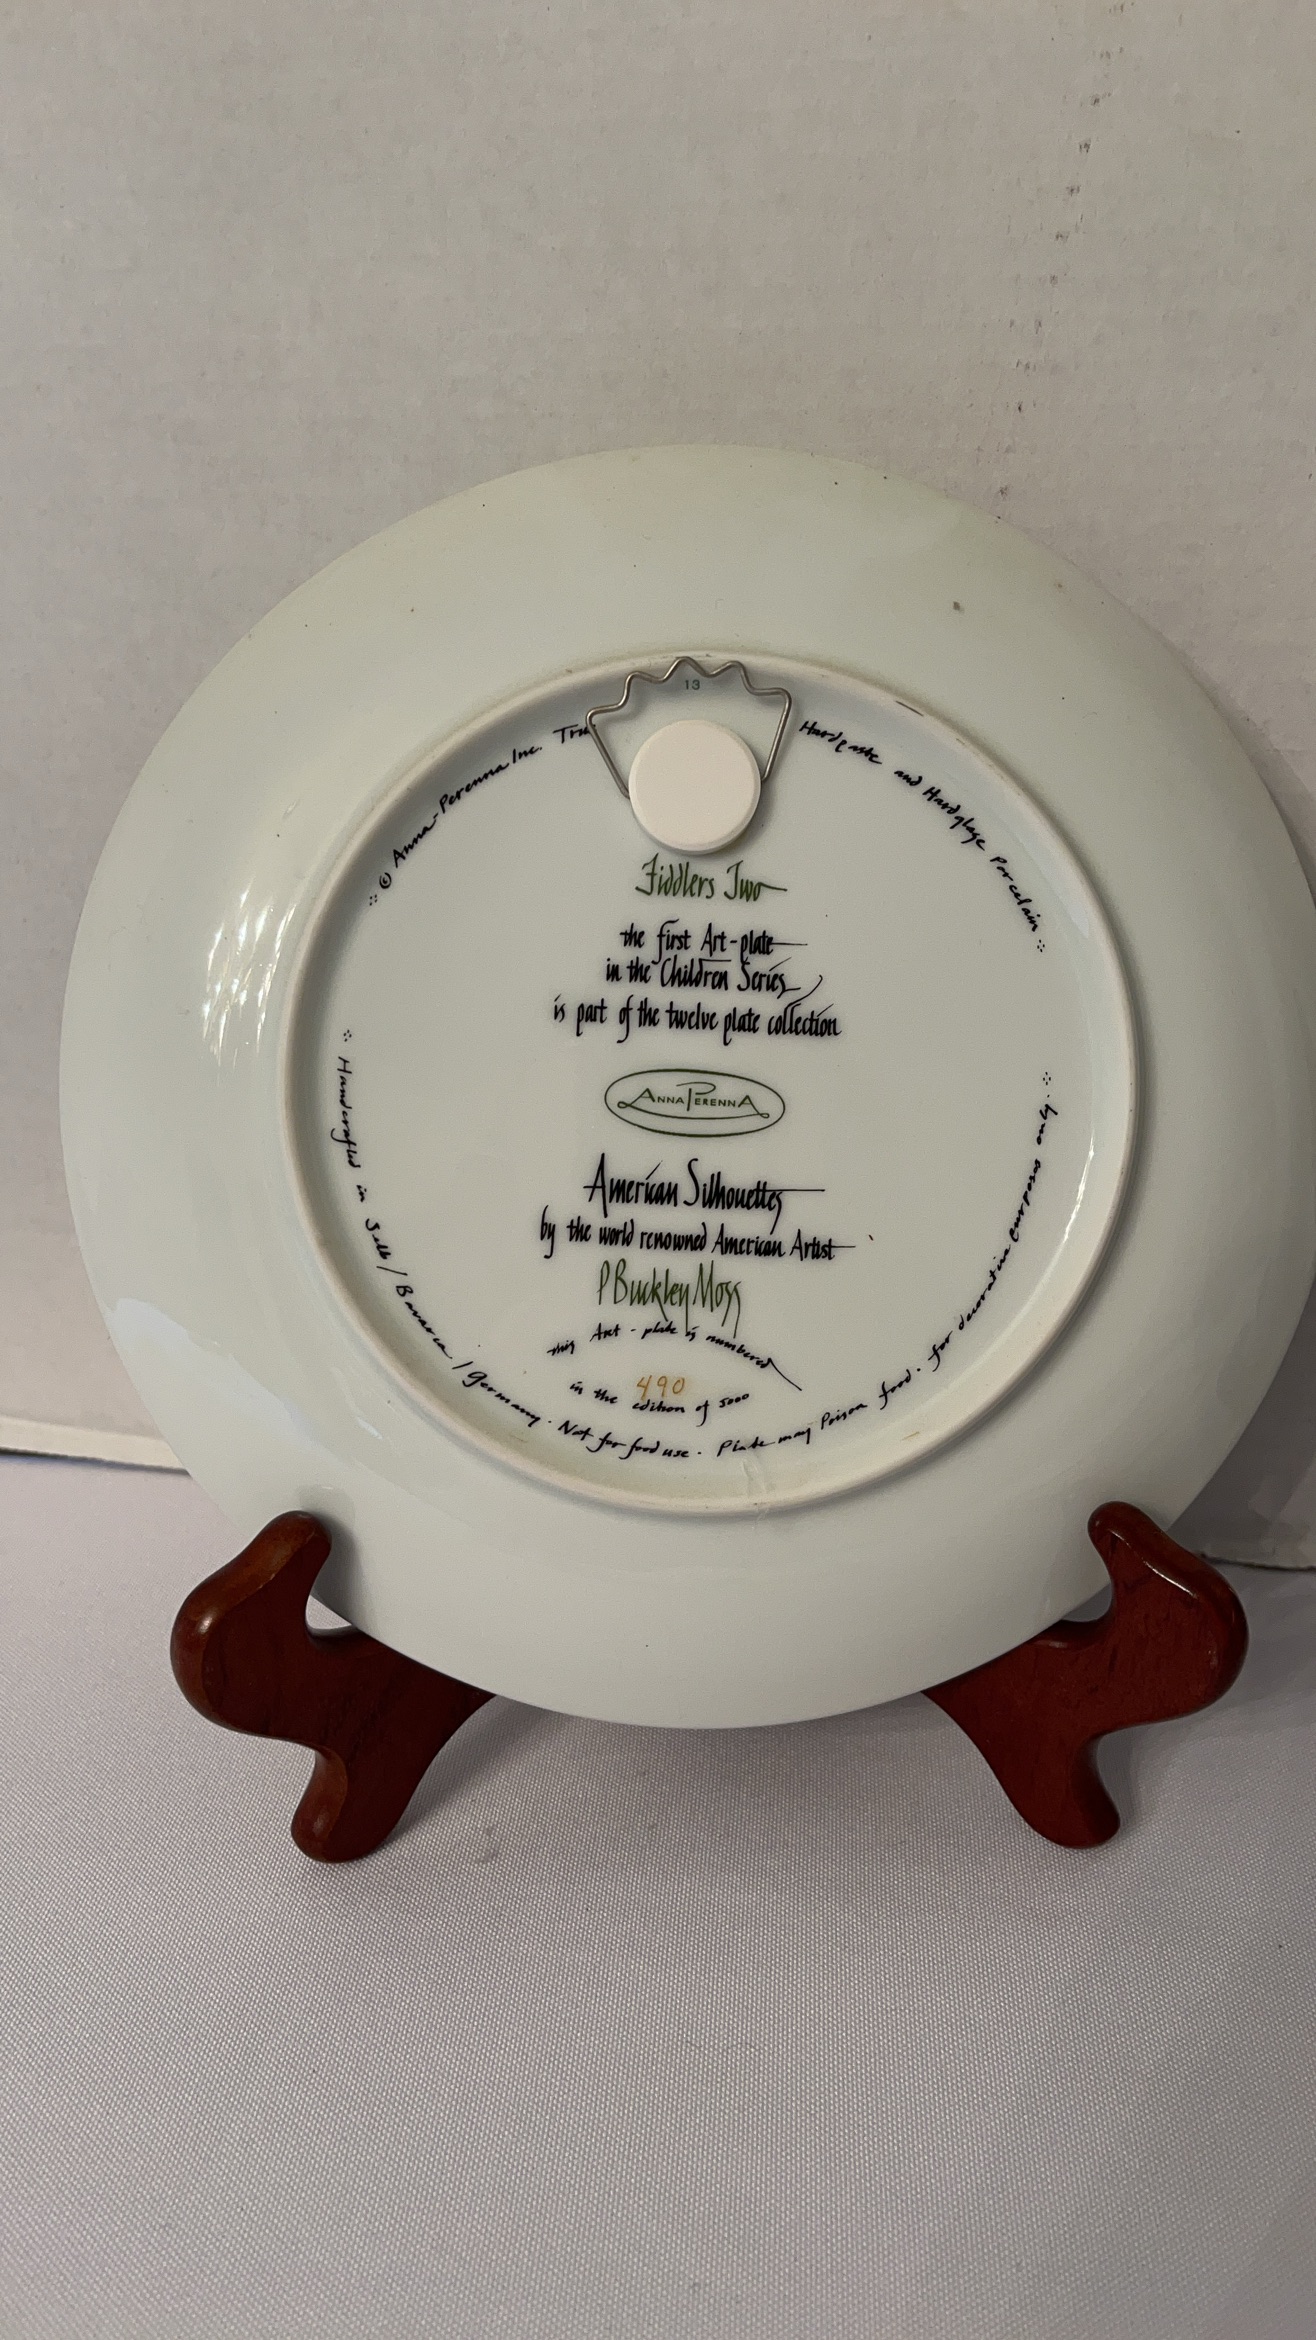 13
© Anna-Perenna Inc. True Hardpaste and Hardglaze Porcelain
Fiddlers Two
the first Art-plate
in the Children Series
is part of the twelve plate collection
ANNAPERENNA
American Silhouettes
by the world renowned American Artist
P Buckley Moss
this Art-plate is numbered
490
in the edition of 5000
Handcrafted in Selb / Bavaria / Germany. Not for food use. Plate may Poison food. For decorative purposes only.